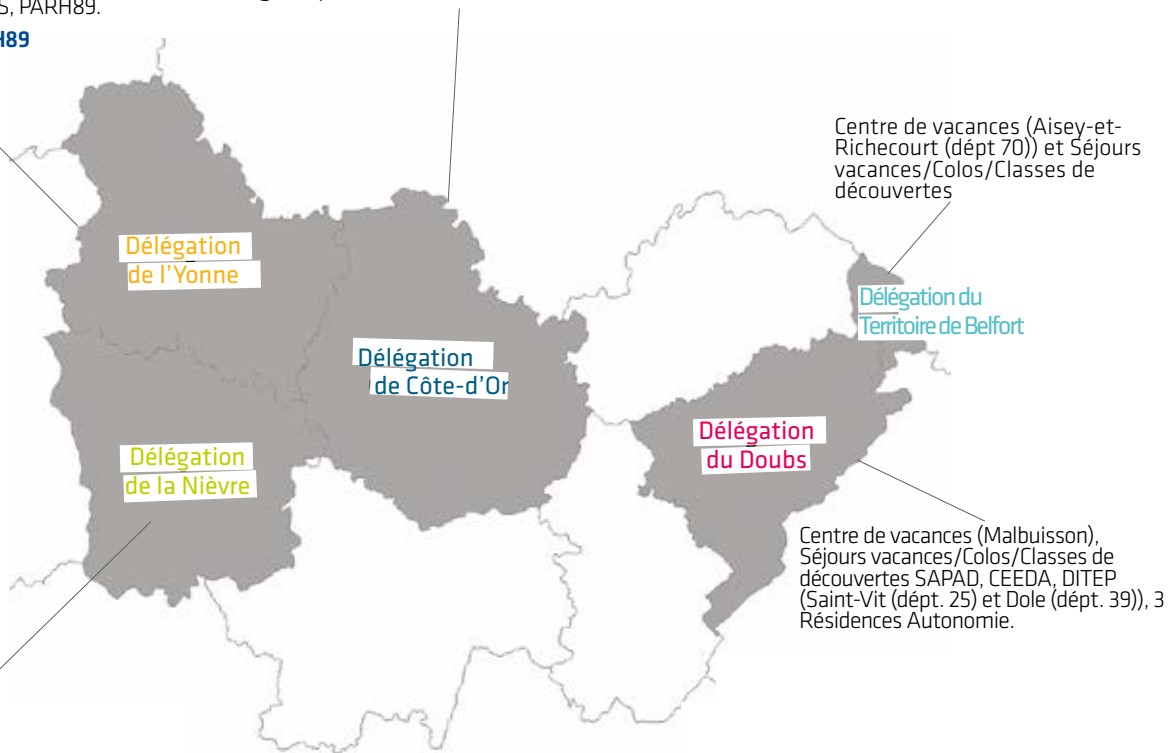 S, PARH89.
H89
Centre de vacances (Aisey-et-
Richecourt (dépt 70)) et Séjours
vacances/Colos/Classes de
découvertes
Délégation
de l'Yonne
Délégation du
Territoire de Belfort
Délégation
de Côte-d'Or
Délégation
du Doubs
Délégation
de la Nièvre
Centre de vacances (Malbuisson),
Séjours vacances/Colos/Classes de
découvertes SAPAD, CEEDA, DITEP
(Saint-Vit (dépt. 25) et Dole (dépt. 39)), 3
Résidences Autonomie.